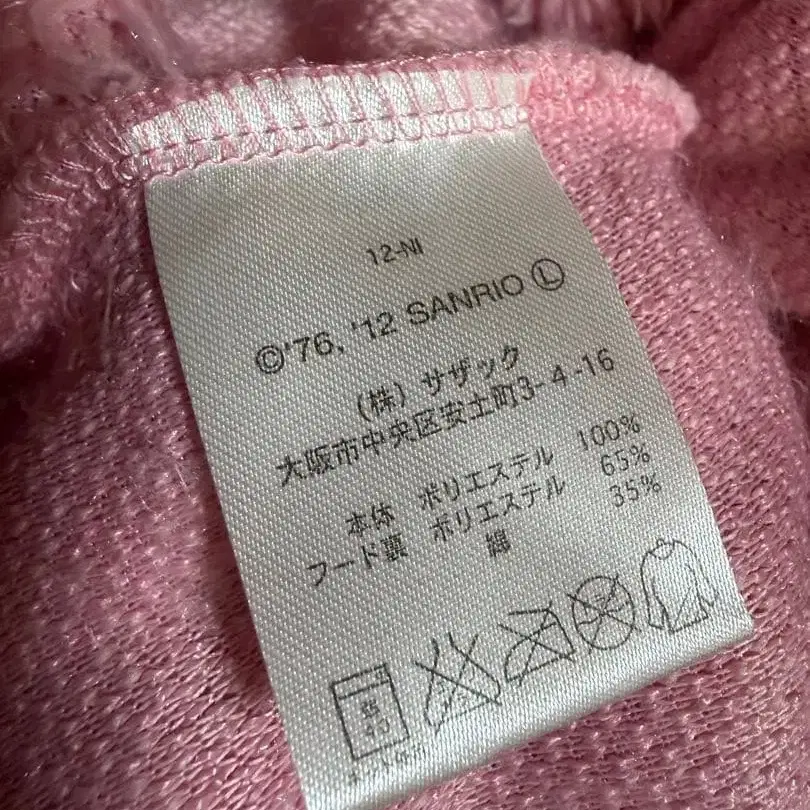 12-NI
©'76, '12 SANRIO Ⓛ
(株) サザック
大阪市中央区安土町3-4-16
本体 ポリエステル 100%
フード裏 ポリエステル 65%
綿 35%
弱
40